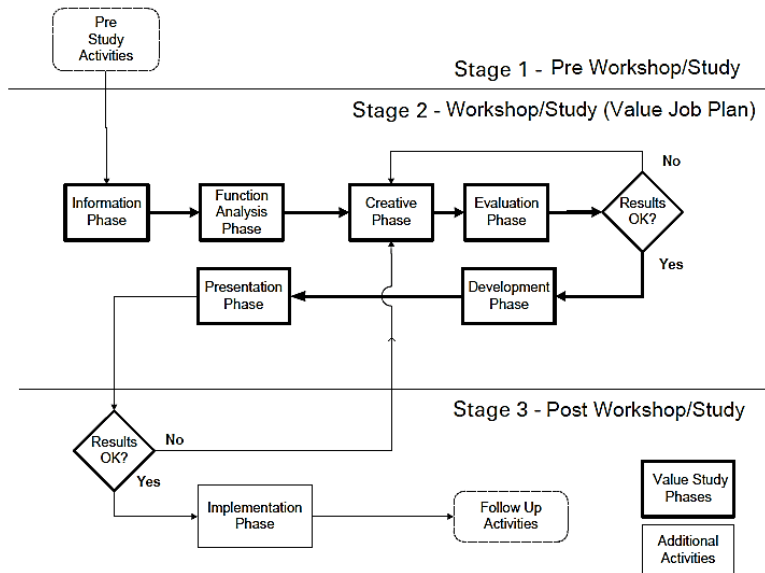 Pre
Study
Activities
Stage 1 - Pre Workshop/Study
Stage 2 - Workshop/Study (Value Job Plan)
No
Information
Phase
Function
Analysis
Phase
Creative
Phase
Evaluation
Phase
Results
OK?
Yes
Presentation
Phase
Development
Phase
Stage 3 - Post Workshop/Study
Results
OK?
No
Yes
Implementation
Phase
Follow Up
Activities
Value Study
Phases
Additional
Activities